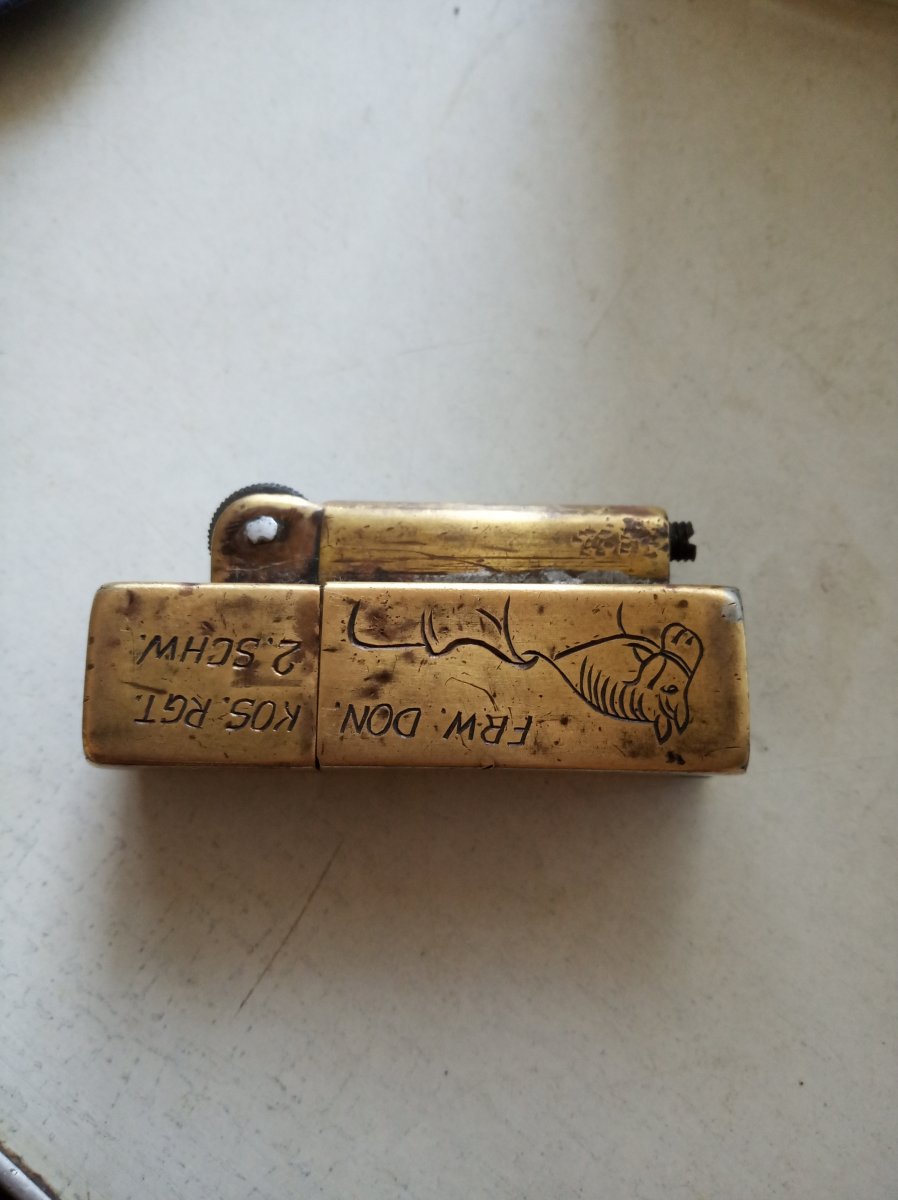 FRW. DON. KOS. RGT.
2. SCHW.